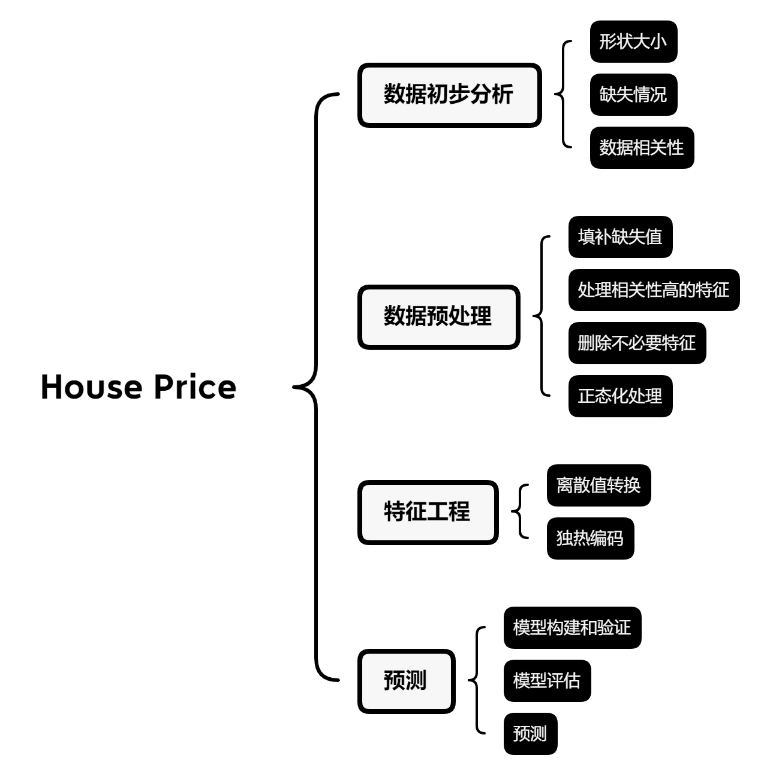 House Price
数据初步分析
形状大小
缺失情况
数据相关性
数据预处理
填补缺失值
处理相关性高的特征
删除不必要特征
正态化处理
特征工程
离散值转换
独热编码
预测
模型构建和验证
模型评估
预测